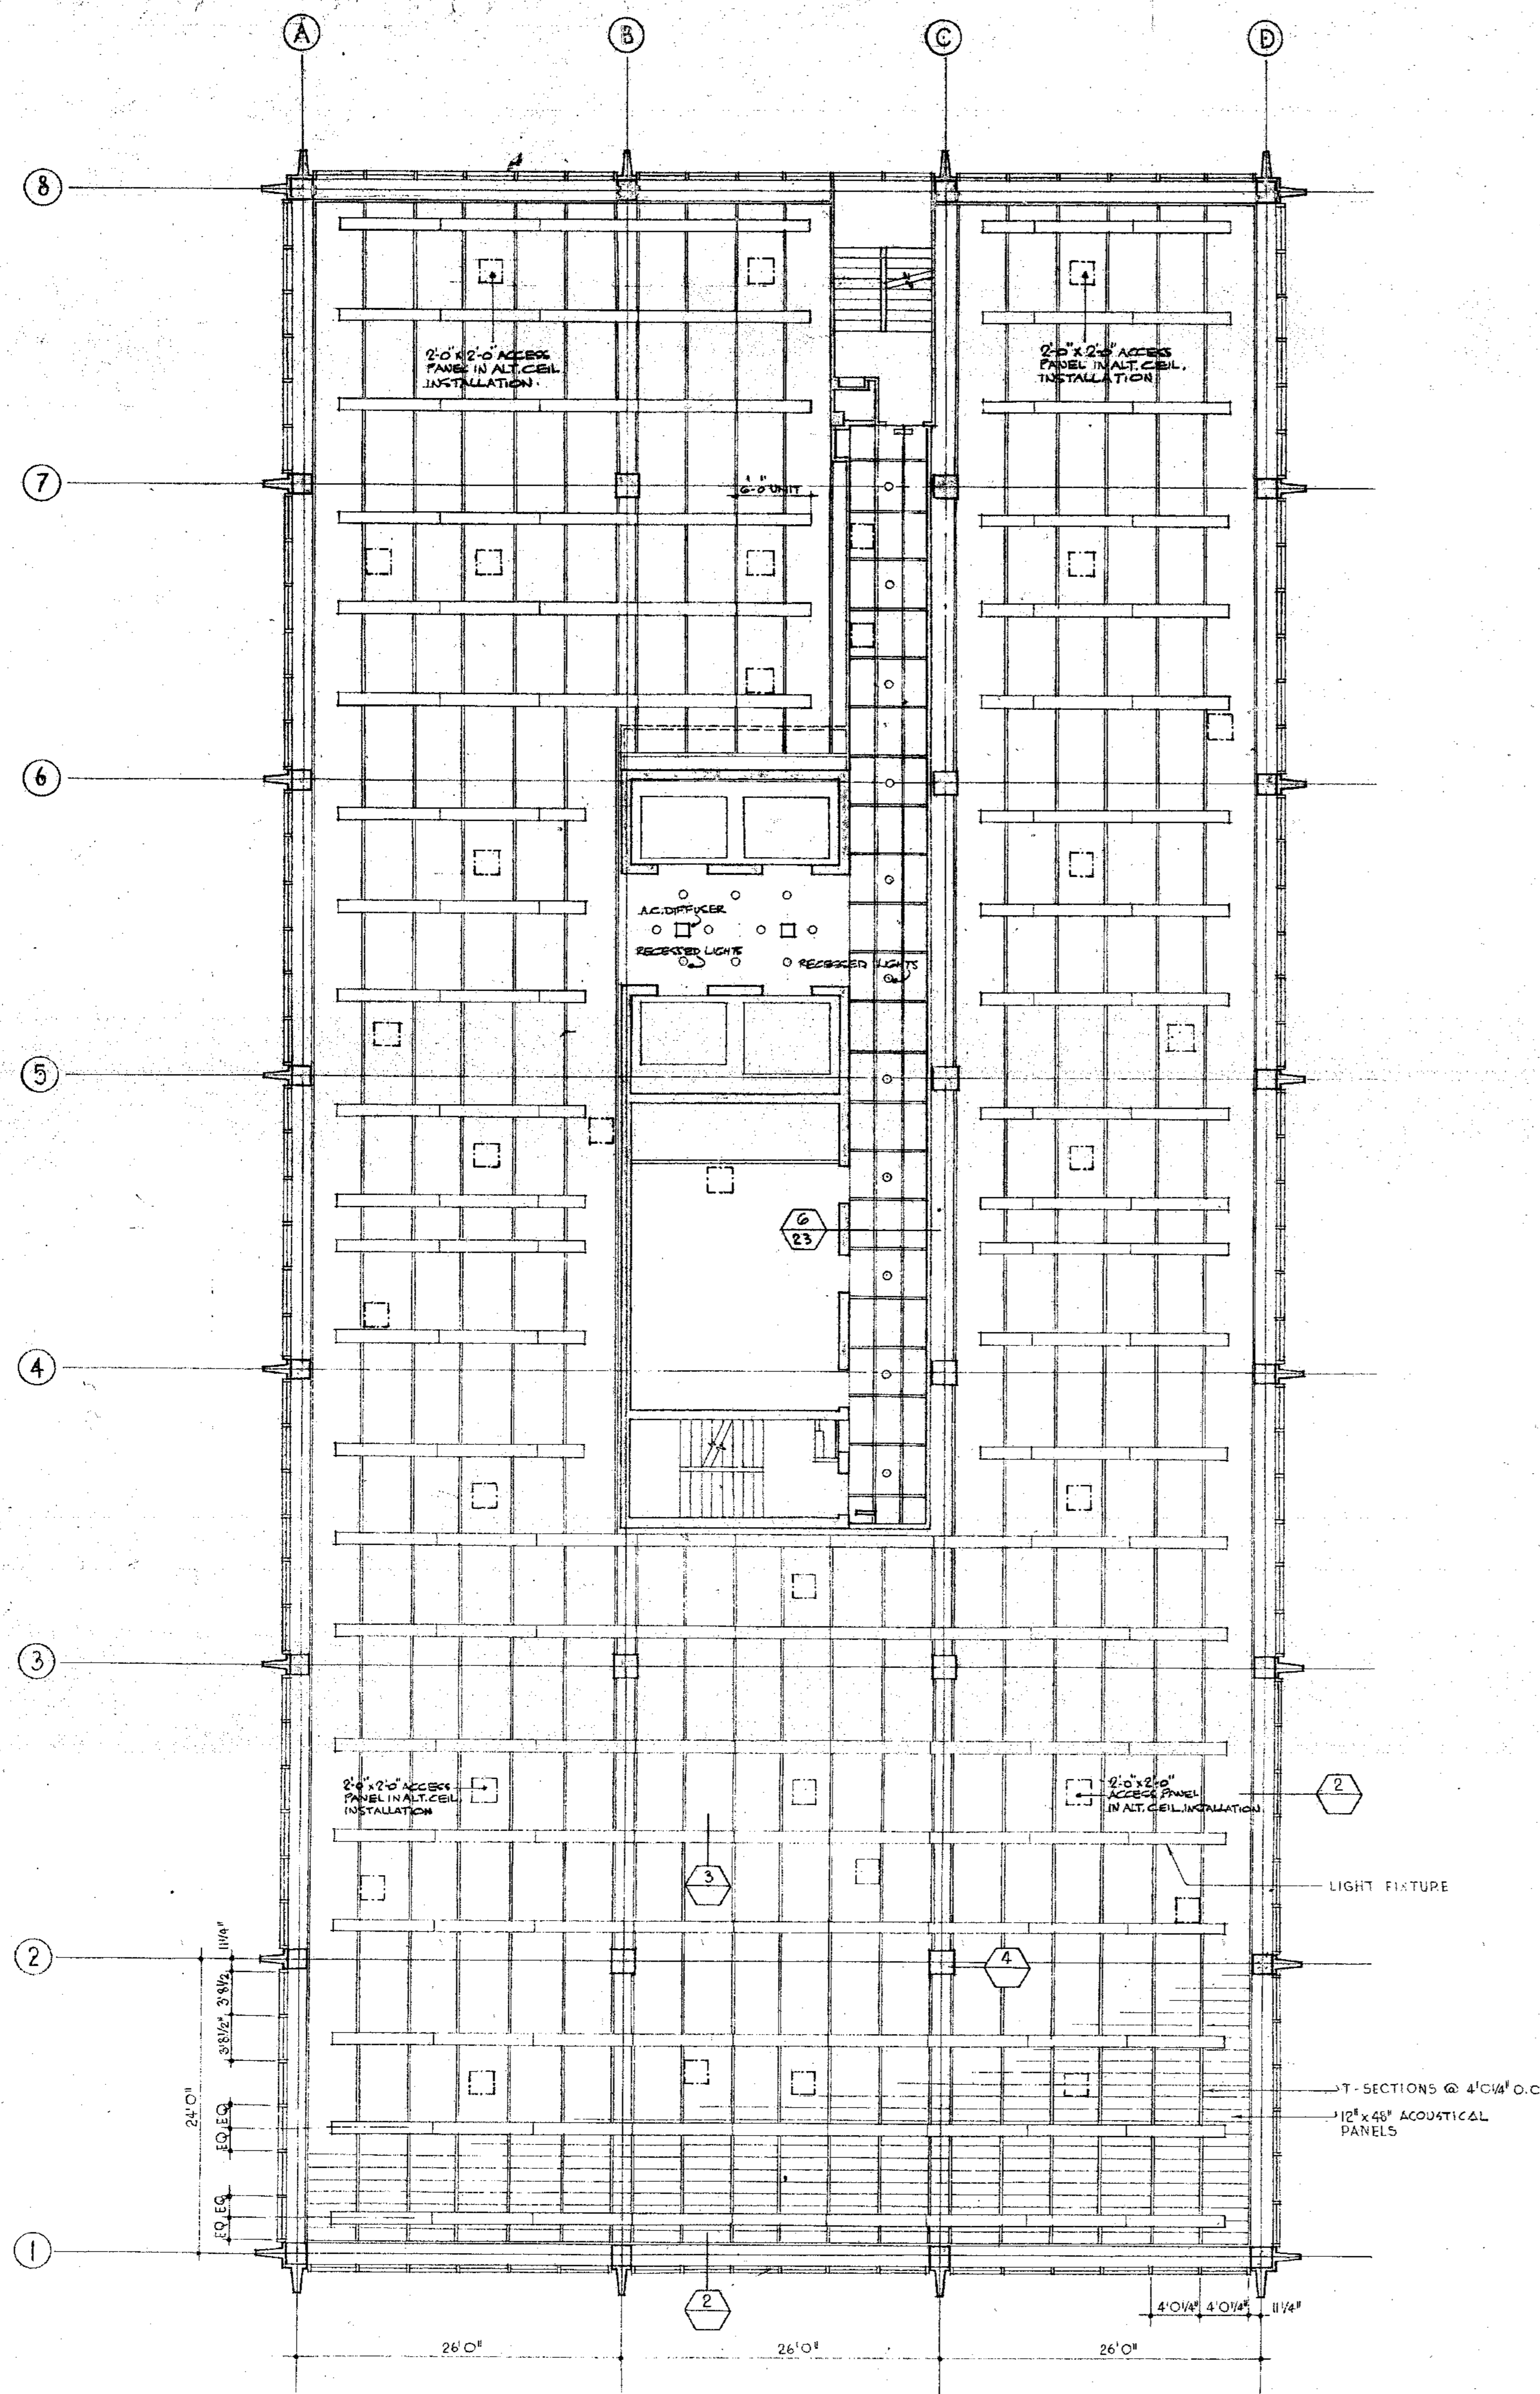 A
B
C
D
8
2'-0" x 2'-0" ACCESS
PANEL IN ALT. CEIL.
INSTALLATION.
2'-0" x 2'-0" ACCESS
PANEL IN ALT. CEIL.
INSTALLATION
7
6'-0" UNIT
6
A.C. DIFFUSER
RECESSED LIGHTS
RECESSED LIGHTS
5
6
23
4
3
2'-0" x 2'-0" ACCESS
PANEL IN ALT. CEIL.
INSTALLATION
2'-0" x 2'-0"
ACCESS PANEL
IN ALT. CEIL. INSTALLATION
2
3
LIGHT FIXTURE
2
11 1/4"
4
3'8 1/2"
3'8 1/2"
24'0"
T-SECTIONS @ 4'0 1/4" O.C
12" x 48" ACOUSTICAL
PANELS
EQ. EQ.
EQ. EQ.
1
2
4'0 1/4"
4'0 1/4"
11 1/4"
26'0"
26'0"
26'0"